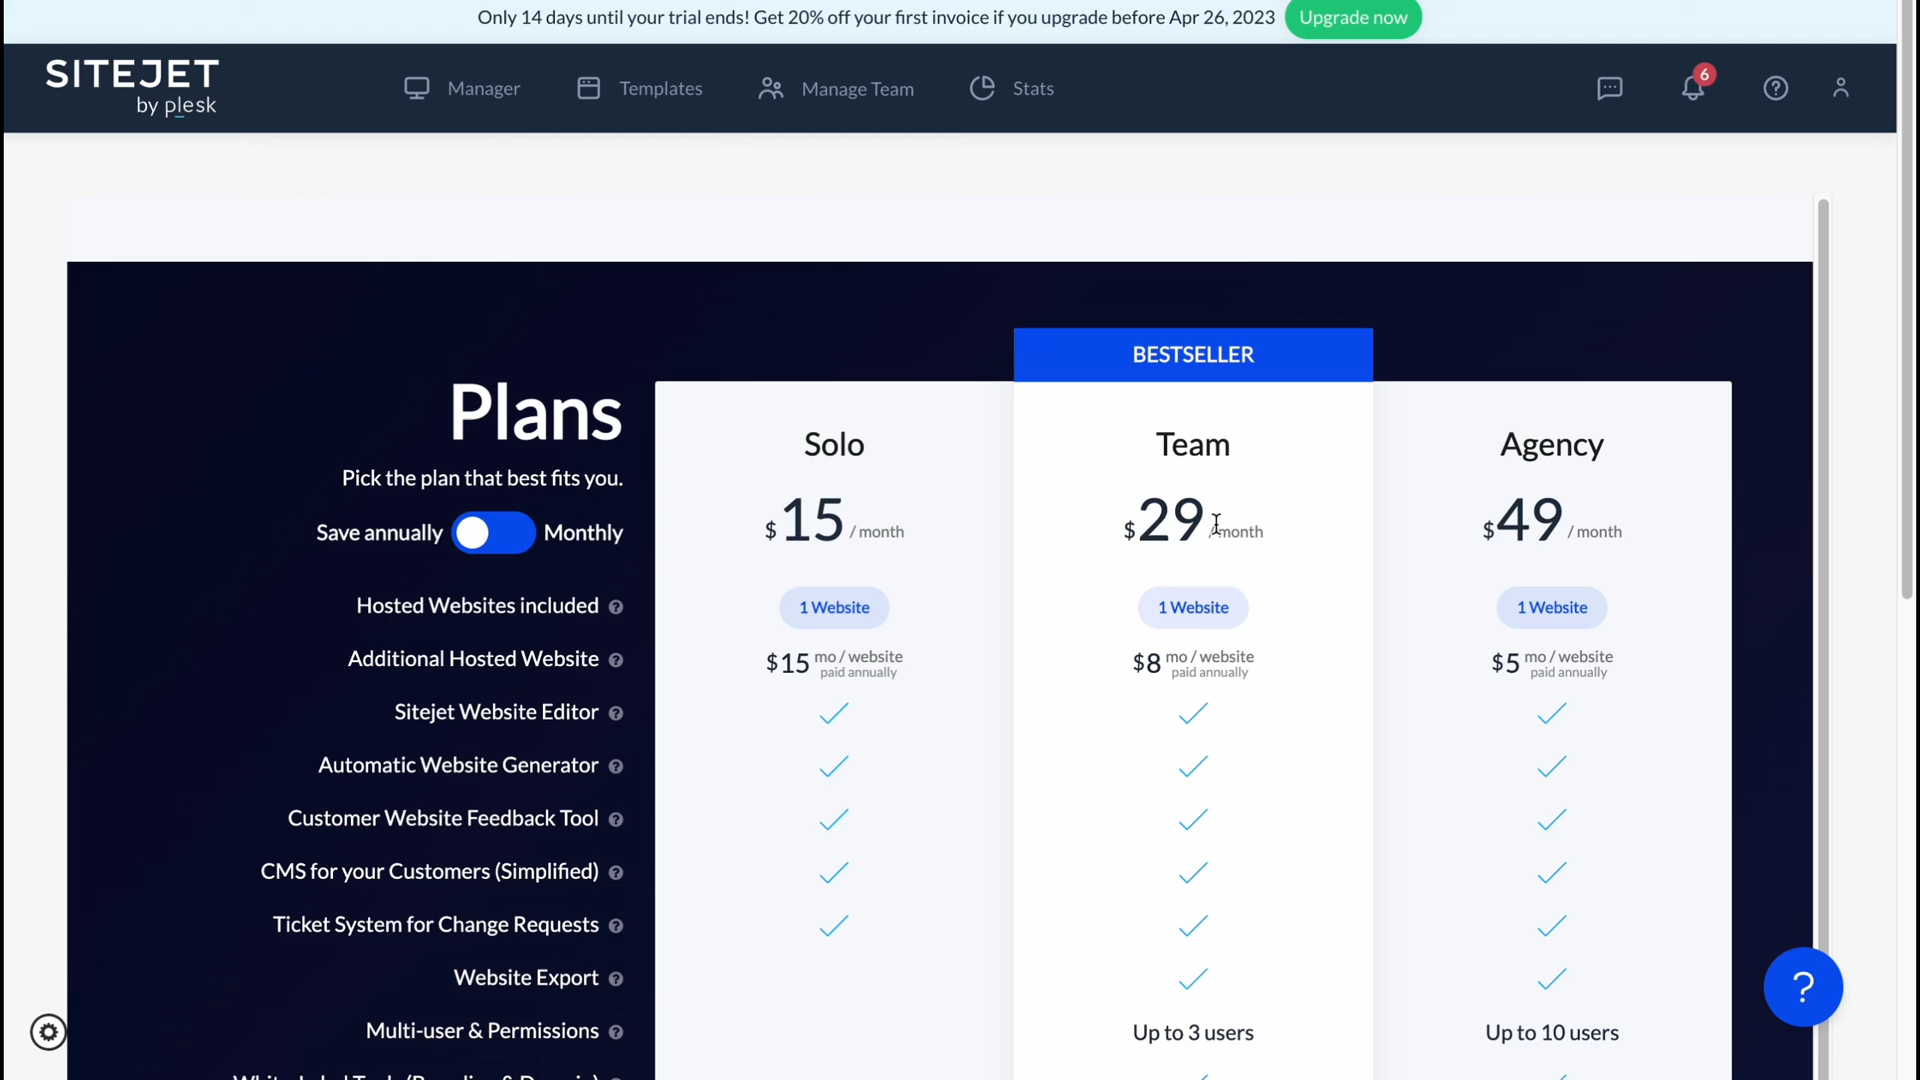 Only 14 days until your trial ends! Get 20% off your first invoice if you upgrade before Apr 26, 2023 Upgrade now
SITEJET
by plesk
Manager Templates Manage Team Stats
6
BESTSELLER
Plans
Pick the plan that best fits you.
Save annually Monthly
Solo Team Agency
$15 / month $29 / month $49 / month
Hosted Websites included 1 Website 1 Website 1 Website
Additional Hosted Website $15 mo / website paid annually $8 mo / website paid annually $5 mo / website paid annually
Sitejet Website Editor
Automatic Website Generator
Customer Website Feedback Tool
CMS for your Customers (Simplified)
Ticket System for Change Requests
Website Export
Multi-user & Permissions Up to 3 users Up to 10 users
?